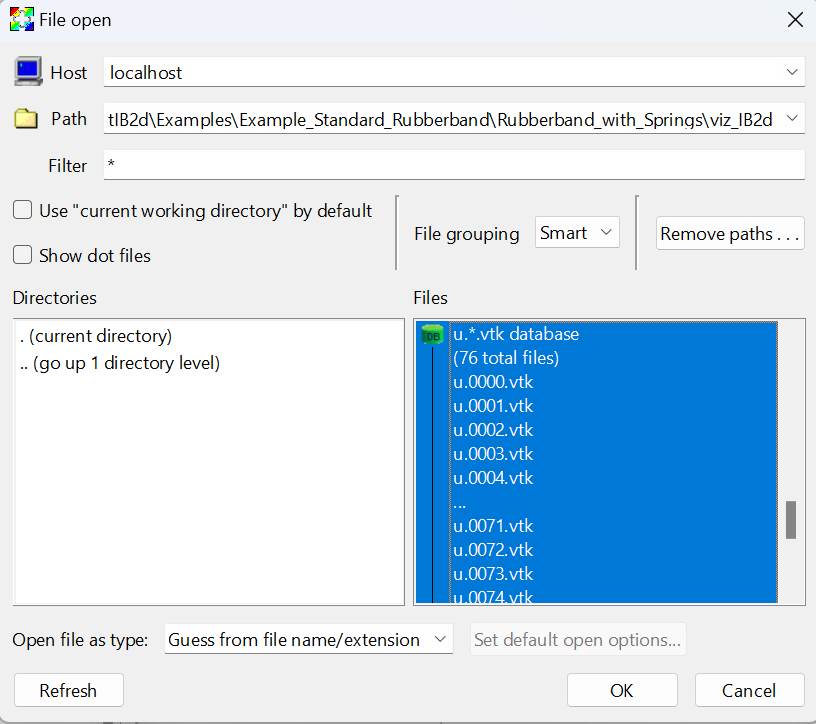 File open
Host localhost
Path tIB2d\Examples\Example_Standard_Rubberband\Rubberband_with_Springs\viz_IB2d
Filter *
Use "current working directory" by default
Show dot files
File grouping Smart
Remove paths . . .
Directories
. (current directory)
.. (go up 1 directory level)
Files
DB
u.*.vtk database
(76 total files)
u.0000.vtk
u.0001.vtk
u.0002.vtk
u.0003.vtk
u.0004.vtk
...
u.0071.vtk
u.0072.vtk
u.0073.vtk
u.0074.vtk
Open file as type: Guess from file name/extension Set default open options...
Refresh OK Cancel